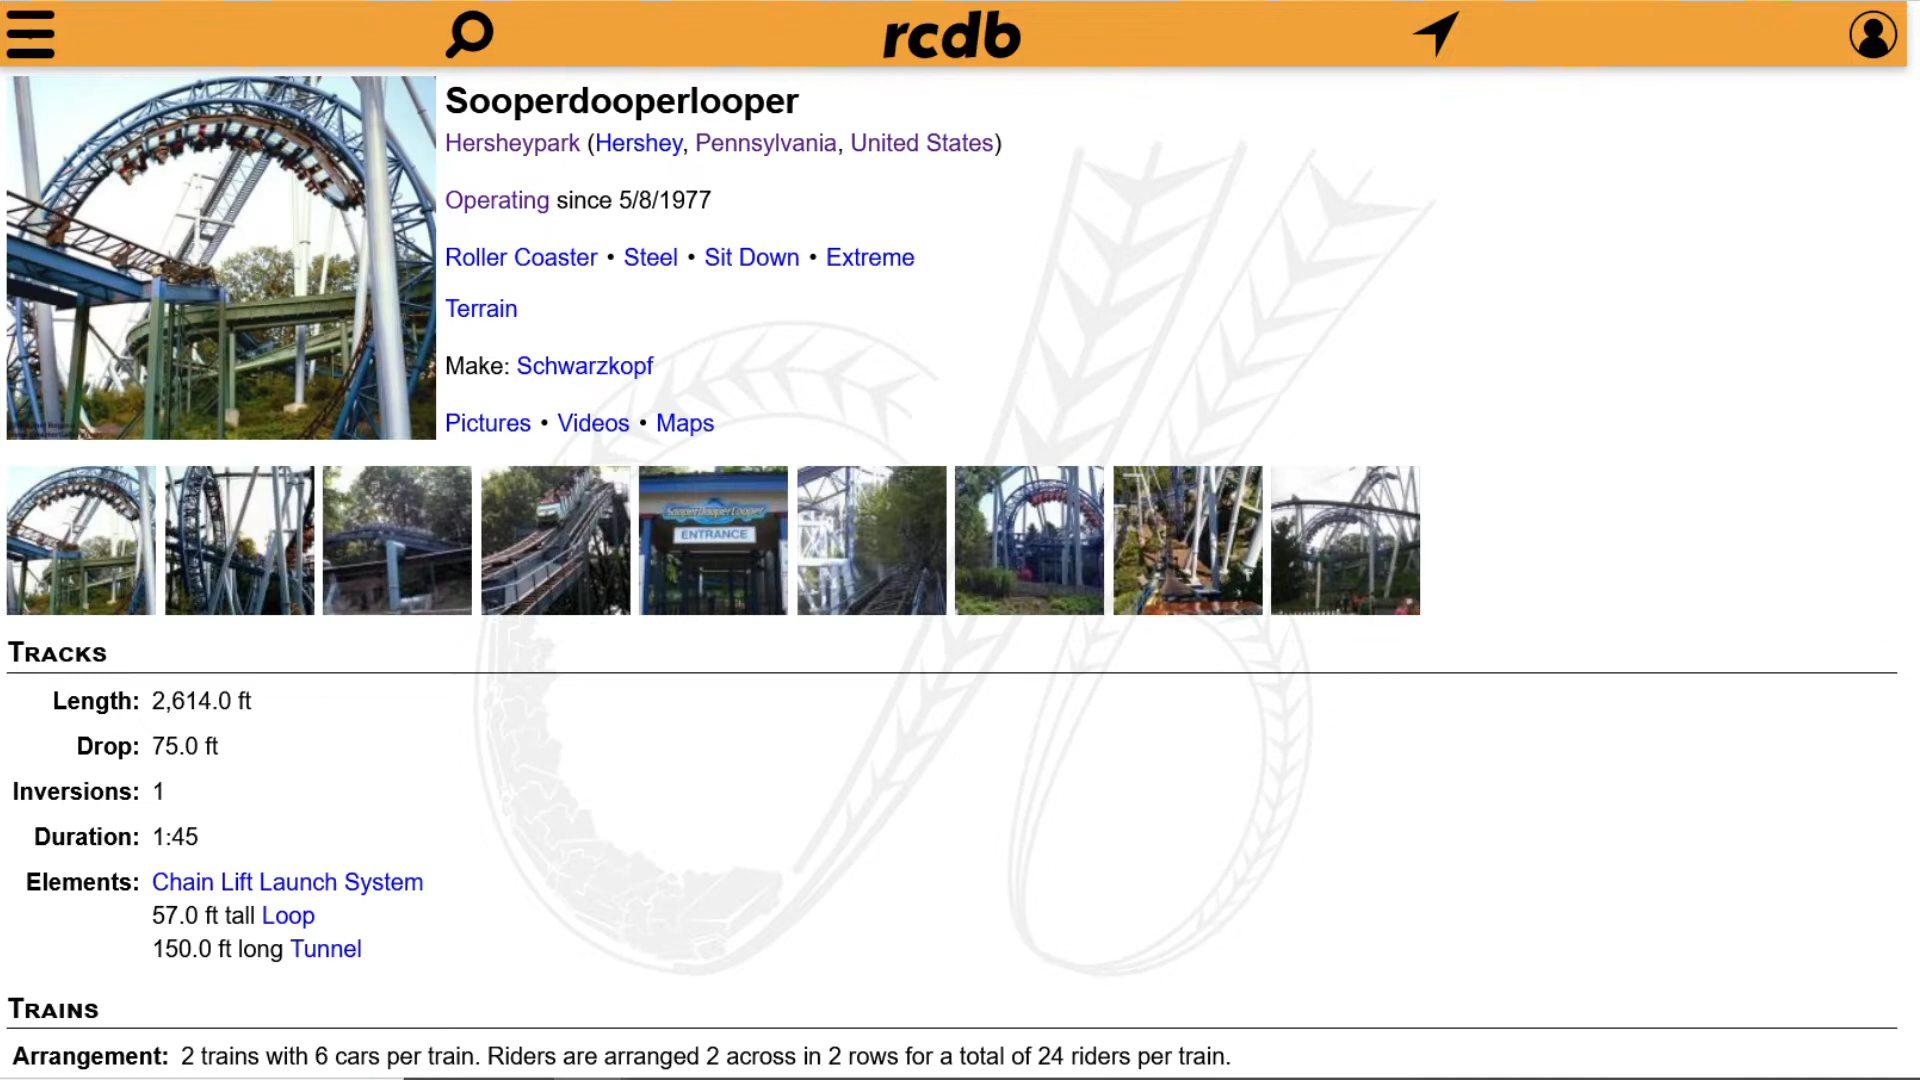 rcdb
Sooperdooperlooper
Hersheypark (Hershey, Pennsylvania, United States)
Operating since 5/8/1977
Roller Coaster • Steel • Sit Down • Extreme
Terrain
Make: Schwarzkopf
Pictures • Videos • Maps
SooperDooperLooper
ENTRANCE
TRACKS
Length: 2,614.0 ft
Drop: 75.0 ft
Inversions: 1
Duration: 1:45
Elements: Chain Lift Launch System
57.0 ft tall Loop
150.0 ft long Tunnel
TRAINS
Arrangement: 2 trains with 6 cars per train. Riders are arranged 2 across in 2 rows for a total of 24 riders per train.